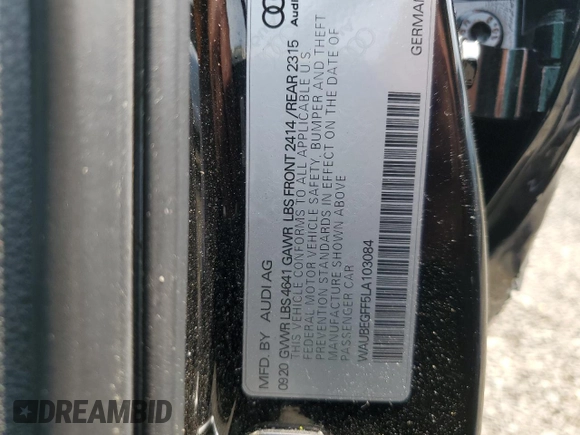 Audi
GERMAN
MFD. BY AUDI AG
0920 GVWR LBS 4641 GAWR LBS FRONT 2414 /REAR 2315
THIS VEHICLE CONFORMS TO ALL APPLICABLE U S
FEDERAL MOTOR VEHICLE SAFETY, BUMPER AND THEFT
PREVENTION STANDARDS IN EFFECT ON THE DATE OF
MANUFACTURE SHOWN ABOVE
PASSENGER CAR
WAUBEGFF5LA103084
DREAMBID